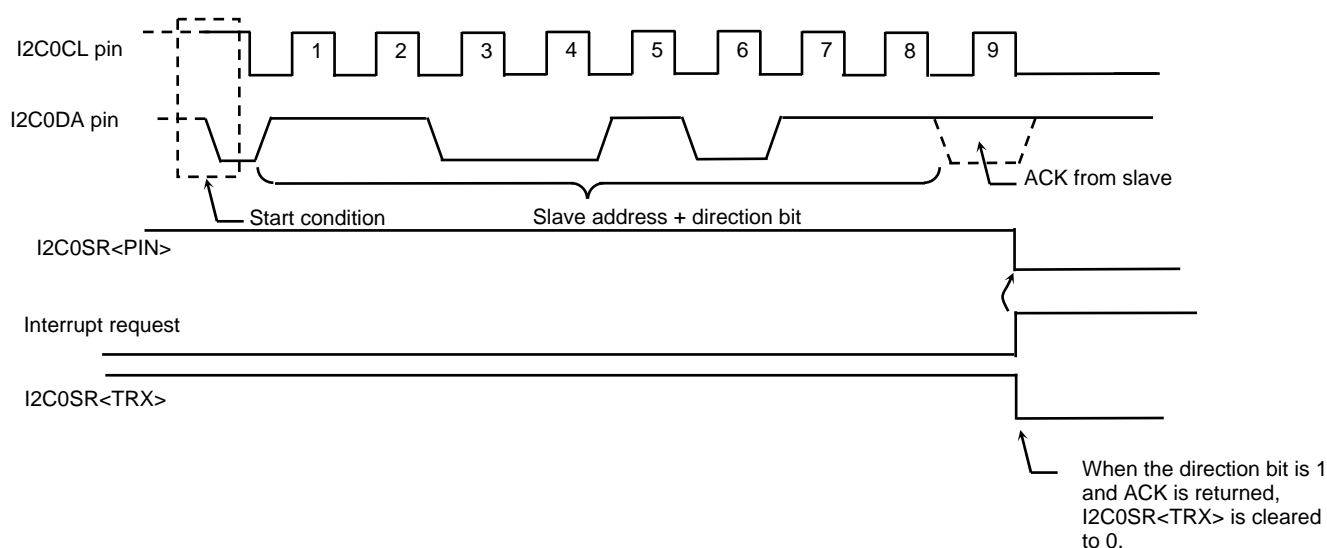 I2C0CL pin
1 2 3 4 5 6 7 8 9
I2C0DA pin
ACK from slave
Start condition
Slave address + direction bit
I2C0SR<PIN>
Interrupt request
I2C0SR<TRX>
When the direction bit is 1
and ACK is returned,
I2C0SR<TRX> is cleared
to 0.